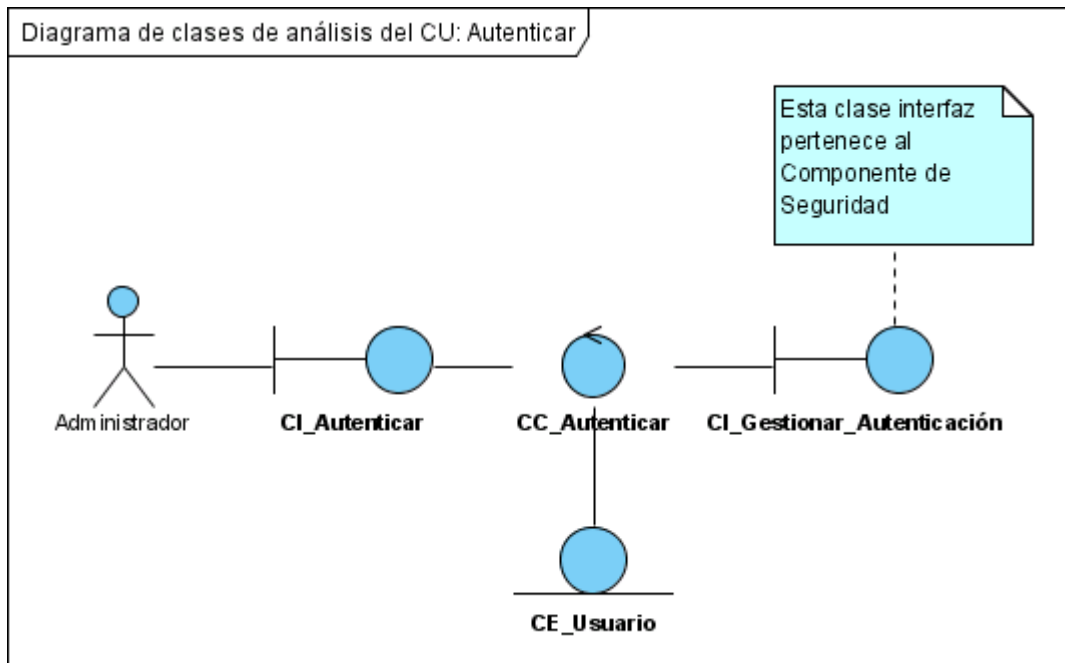 Diagrama de clases de análisis del CU: Autenticar
Esta clase interfaz
pertenece al
Componente de
Seguridad
Administrador
CI_Autenticar
CC_Autenticar
CI_Gestionar_Autenticación
CE_Usuario